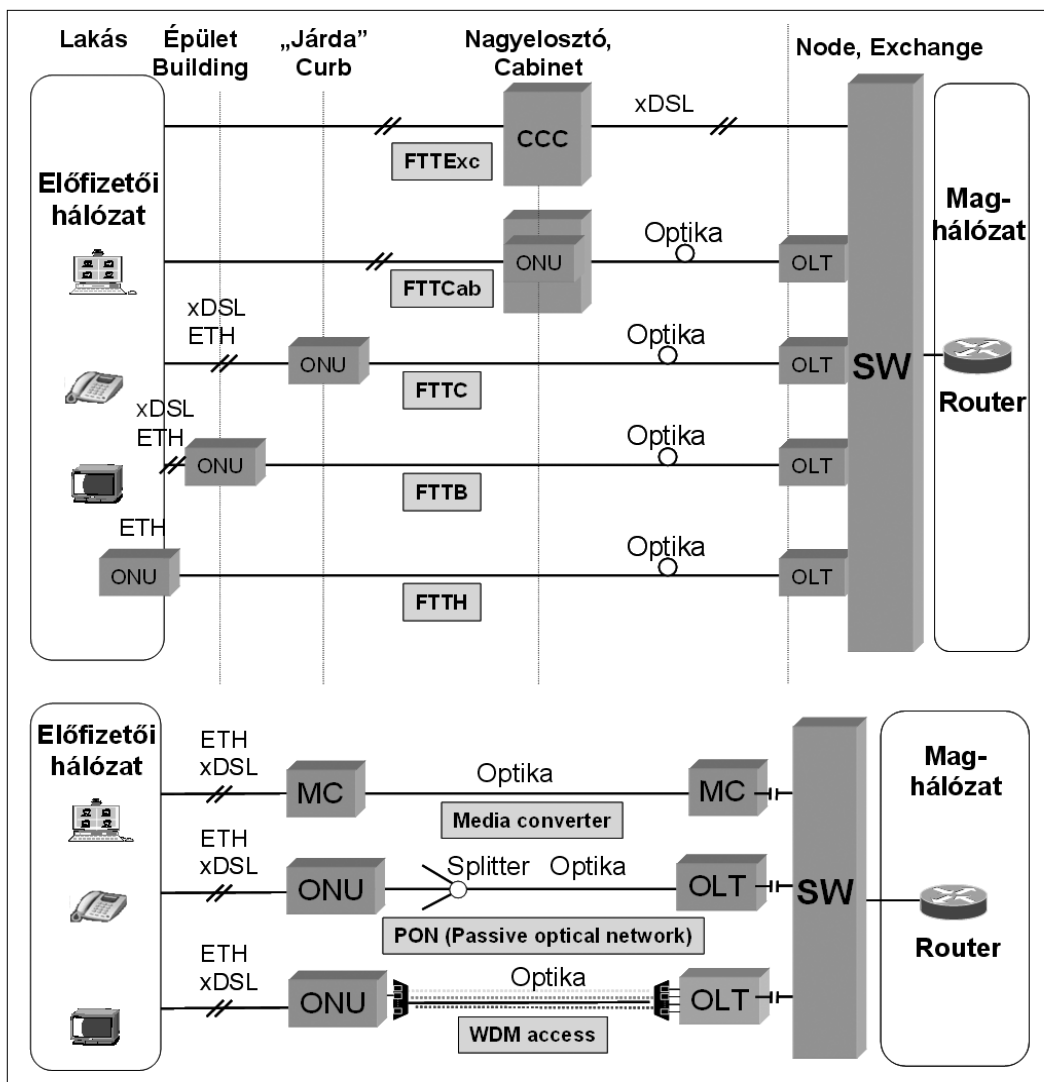 Lakás
Épület
Building
„Járda”
Curb
Nagyelosztó,
Cabinet
Node, Exchange
Előfizetői
hálózat
xDSL
CCC
FTTExc
Mag-
hálózat
Optika
ONU
OLT
FTTCab
xDSL
ETH
Optika
ONU
OLT
SW
FTTC
Router
xDSL
ETH
Optika
ONU
OLT
FTTB
ETH
Optika
ONU
OLT
FTTH
Előfizetői
hálózat
ETH
xDSL
MC
Optika
MC
Media converter
Mag-
hálózat
ETH
xDSL
ONU
Splitter
Optika
OLT
SW
PON (Passive optical network)
Router
ETH
xDSL
ONU
Optika
OLT
WDM access